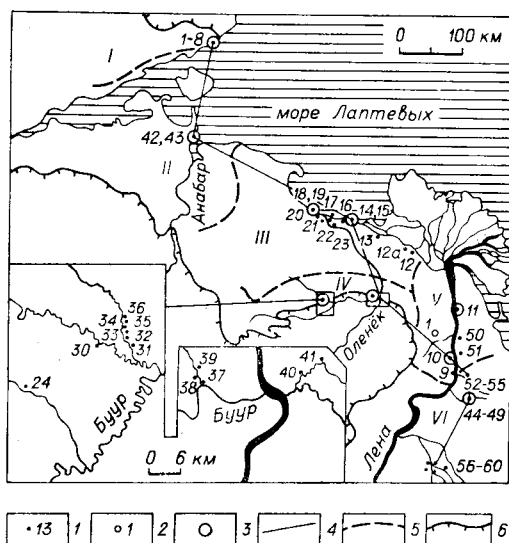 I
1-8
0 100 км
море Лаптевых
42,43
II
Анабар
18,19
17
16
14,15
20
21
22
23
13
12а
12
III
IV
V
11
1
50
51
10
9
Оленёк
52-55
44-49
VI
Лена
56-60
36
34
35
33
32
30
31
24
Буур
39
38
37
41
40
Буур
0 6 км
13 1
1 2
3
4
5
6